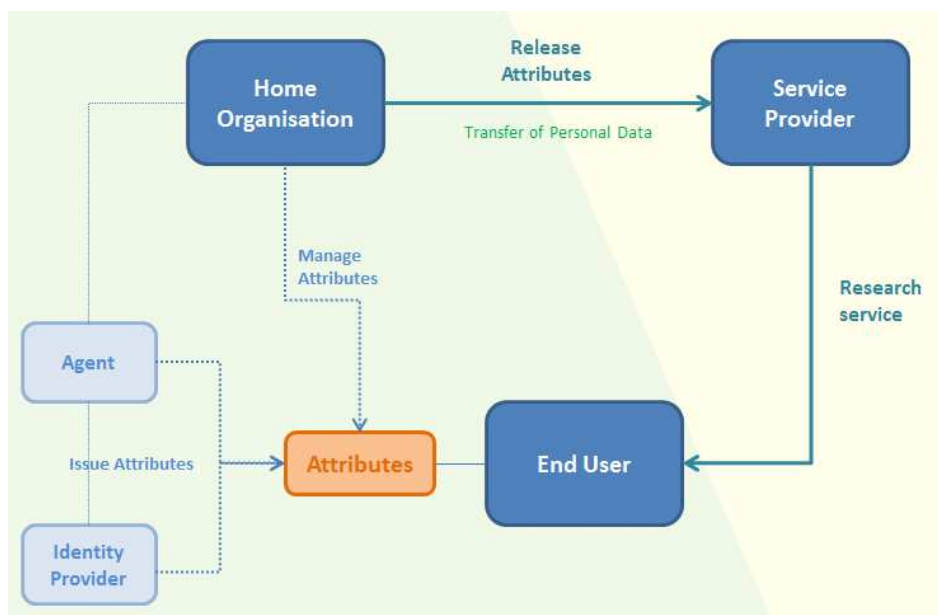 Home
Organisation
Release
Attributes
Transfer of Personal Data
Service
Provider
Manage
Attributes
Research
service
Agent
Issue Attributes
Attributes
End User
Identity
Provider